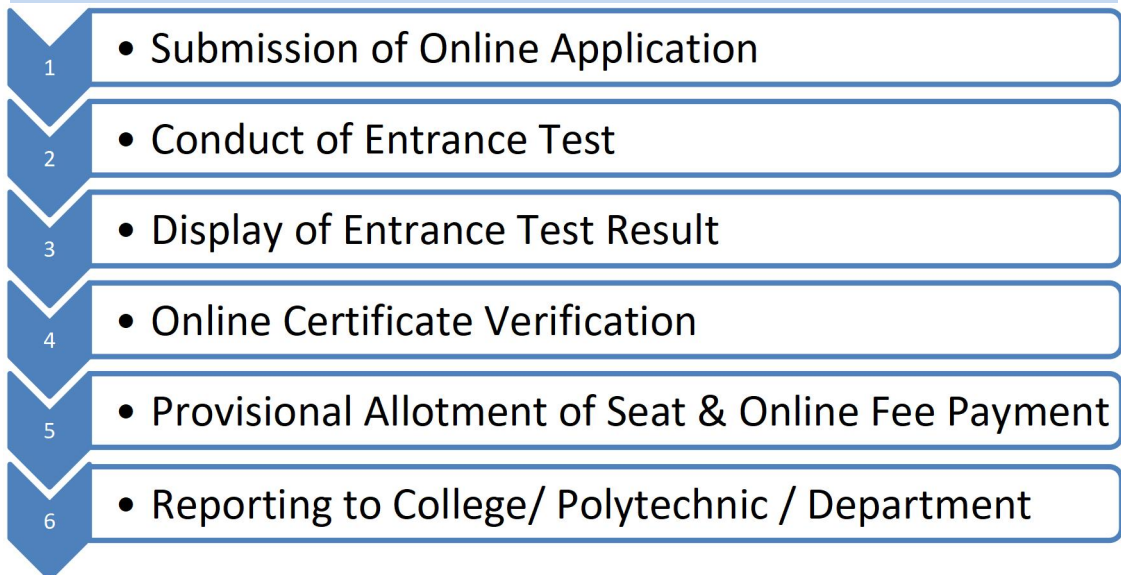 1
• Submission of Online Application
2
• Conduct of Entrance Test
3
• Display of Entrance Test Result
4
• Online Certificate Verification
5
• Provisional Allotment of Seat & Online Fee Payment
6
• Reporting to College/ Polytechnic / Department